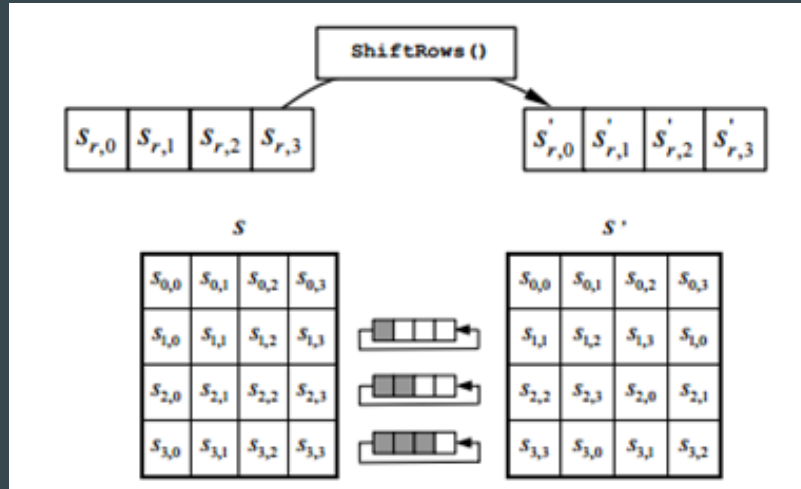 ShiftRows()
S_{r,0} S_{r,1} S_{r,2} S_{r,3} S'_{r,0} S'_{r,1} S'_{r,2} S'_{r,3}
S S'
S_{0,0} S_{0,1} S_{0,2} S_{0,3} S_{0,0} S_{0,1} S_{0,2} S_{0,3}
S_{1,0} S_{1,1} S_{1,2} S_{1,3} S_{1,1} S_{1,2} S_{1,3} S_{1,0}
S_{2,0} S_{2,1} S_{2,2} S_{2,3} S_{2,2} S_{2,3} S_{2,0} S_{2,1}
S_{3,0} S_{3,1} S_{3,2} S_{3,3} S_{3,3} S_{3,0} S_{3,1} S_{3,2}